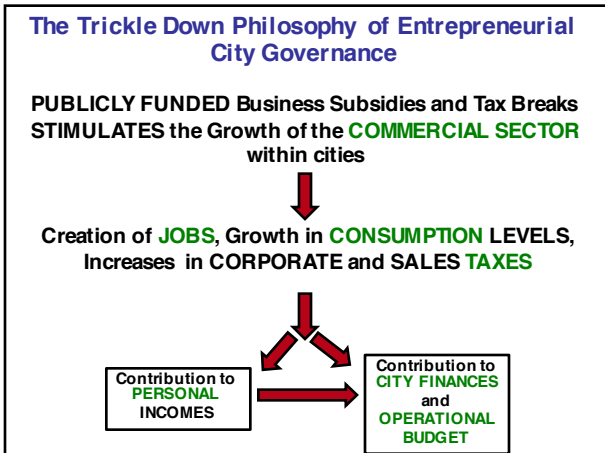 The Trickle Down Philosophy of Entrepreneurial
City Governance
PUBLICLY FUNDED Business Subsidies and Tax Breaks
STIMULATES the Growth of the COMMERCIAL SECTOR
within cities
Creation of JOBS, Growth in CONSUMPTION LEVELS,
Increases in CORPORATE and SALES TAXES
Contribution to
PERSONAL
INCOMES
Contribution to
CITY FINANCES
and
OPERATIONAL
BUDGET